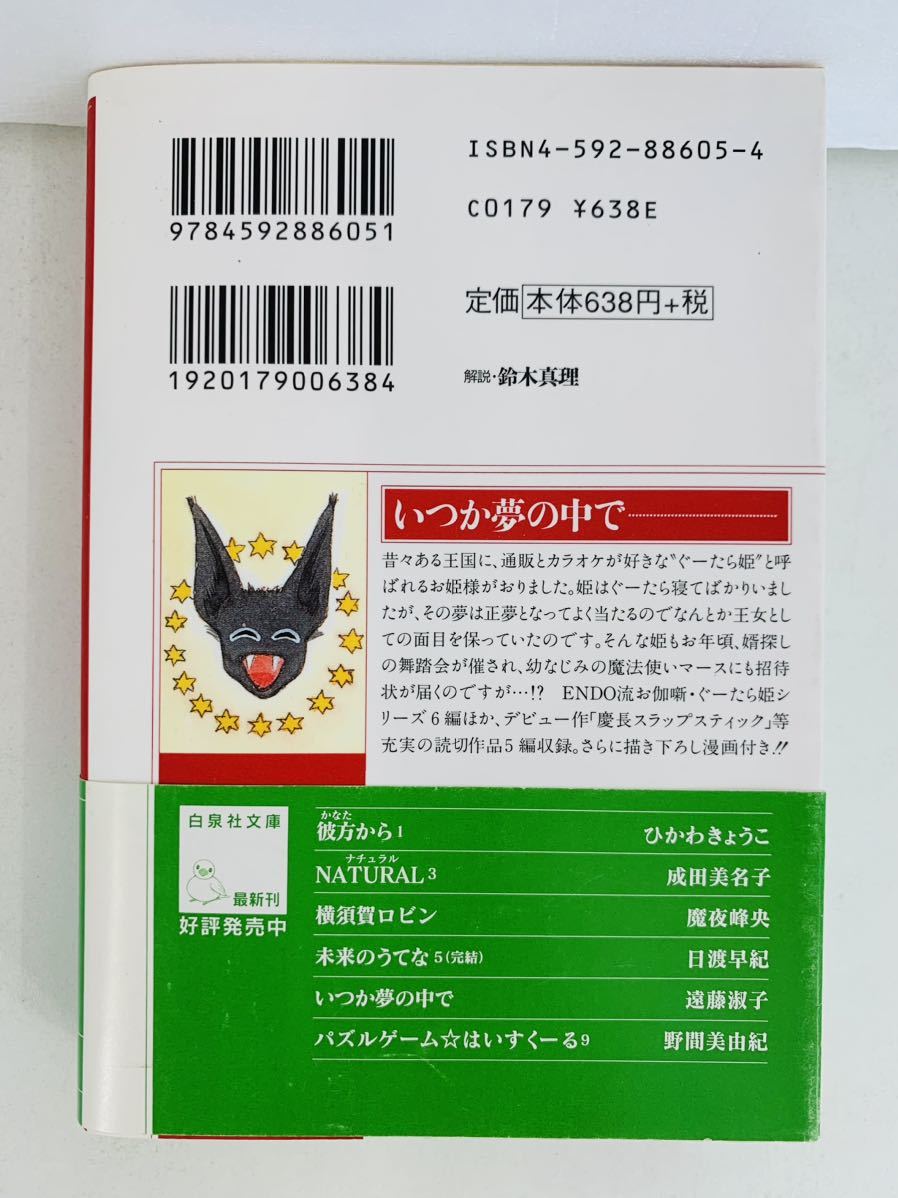 ISBN4-592-88605-4
9784592886051
C0179 ¥638E
定価 本体638円+税
1920179006384
解説・鈴木真理
いつか夢の中で
昔々ある王国に、通販とカラオケが好きな〝ぐーたら姫〟と呼
ばれるお姫様がおりました。姫はぐーたら寝てばかりいまし
たが、その夢は正夢となってよく当たるのでなんとか王女とし
ての面目を保っていたのです。そんな姫もお年頃、婿探し
の舞踏会が催され、幼なじみの魔法使いマースにも招待
状が届くのですが…!? ENDO流お伽噺・ぐーたら姫シ
リーズ6編ほか、デビュー作「慶長スラップスティック」等
充実の読切作品5編収録。さらに描き下ろし漫画付き!!
白泉社文庫
最新刊
好評発売中
かなた
彼方から1 ひかわきょうこ
ナチュラル
NATURAL3 成田美名子
横須賀ロビン 魔夜峰央
未来のうてな5(完結) 日渡早紀
いつか夢の中で 遠藤淑子
パズルゲーム☆はいすくーる9 野間美由紀